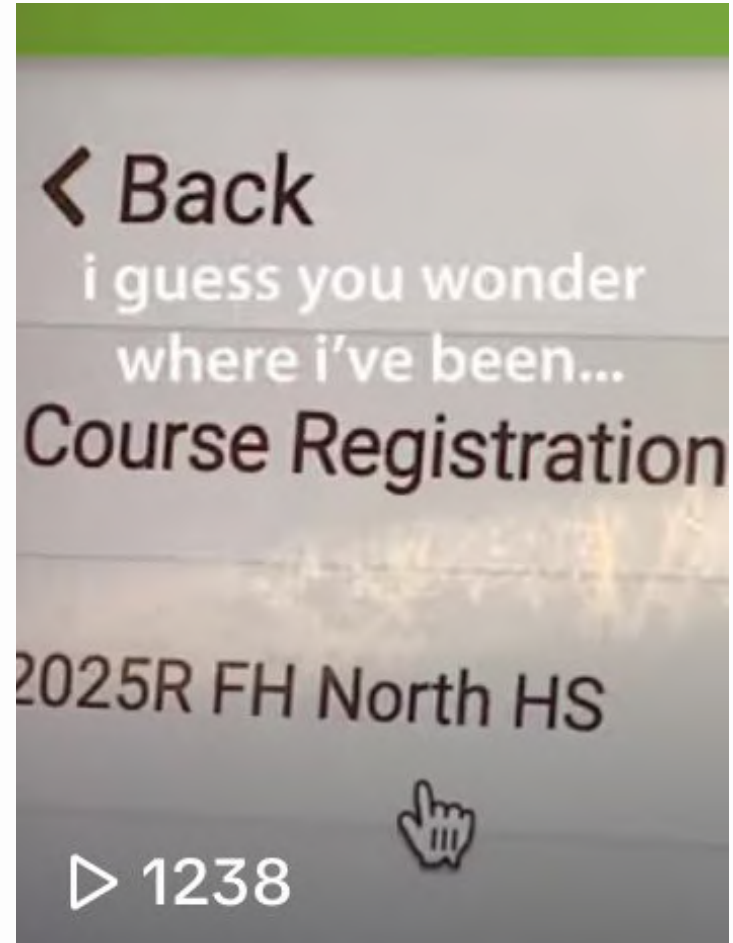 Back
i guess you wonder
where i've been...
Course Registration
2025R FH North HS
1238